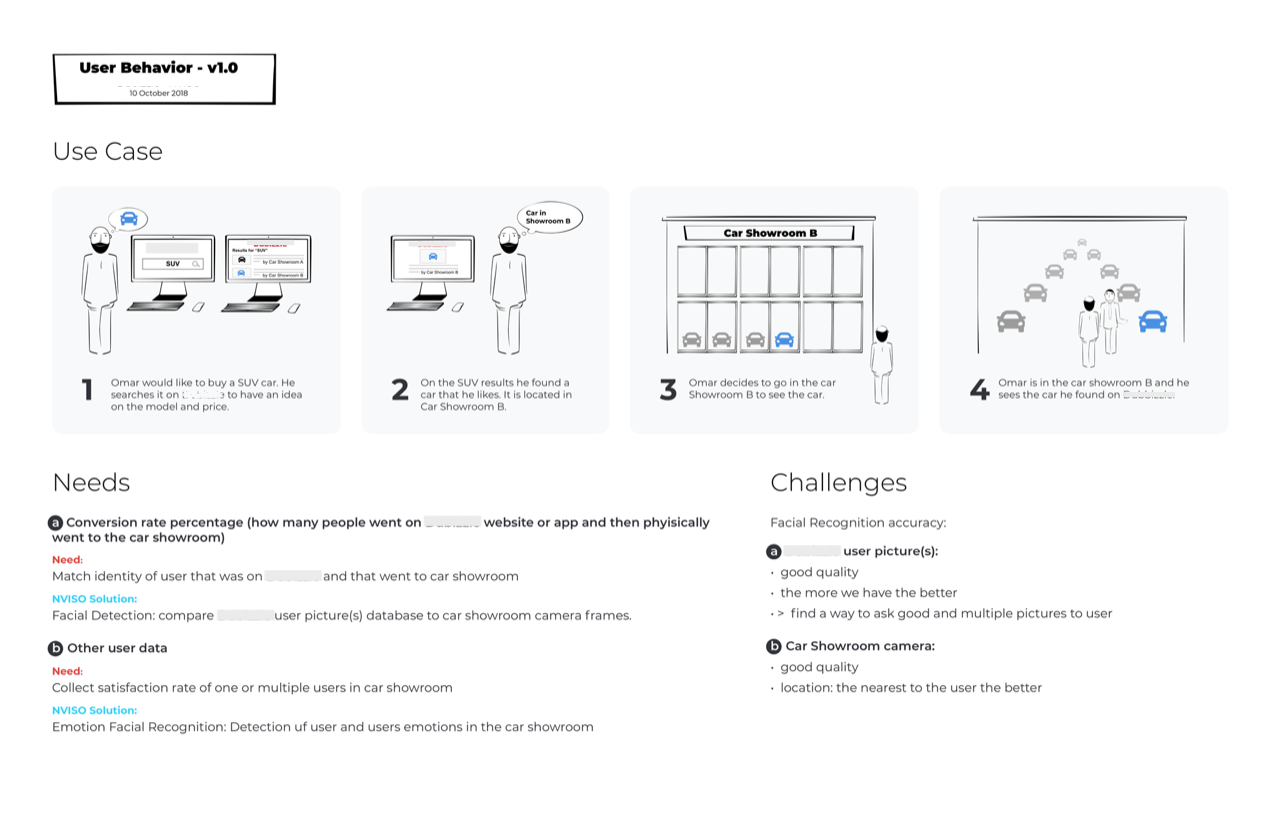 User Behavior - v1.0
10 October 2018
Use Case
SUV
Results for "SUV"
by Car Showroom A
by Car Showroom B
1
Omar would like to buy a SUV car. He
searches it on to have an idea
on the model and price.
Car in
Showroom B
by Car Showroom B
2
On the SUV results he found a
car that he likes. It is located in
Car Showroom B.
Car Showroom B
3
Omar decides to go in the car
Showroom B to see the car.
4
Omar is in the car showroom B and he
sees the car he found on
Needs
a Conversion rate percentage (how many people went on website or app and then phyisically
went to the car showroom)
Need:
Match identity of user that was on and that went to car showroom
NVISO Solution:
Facial Detection: compare user picture(s) database to car showroom camera frames.
b Other user data
Need:
Collect satisfaction rate of one or multiple users in car showroom
NVISO Solution:
Emotion Facial Recognition: Detection uf user and users emotions in the car showroom
Challenges
Facial Recognition accuracy:
a user picture(s):
· good quality
· the more we have the better
· > find a way to ask good and multiple pictures to user
b Car Showroom camera:
· good quality
· location: the nearest to the user the better